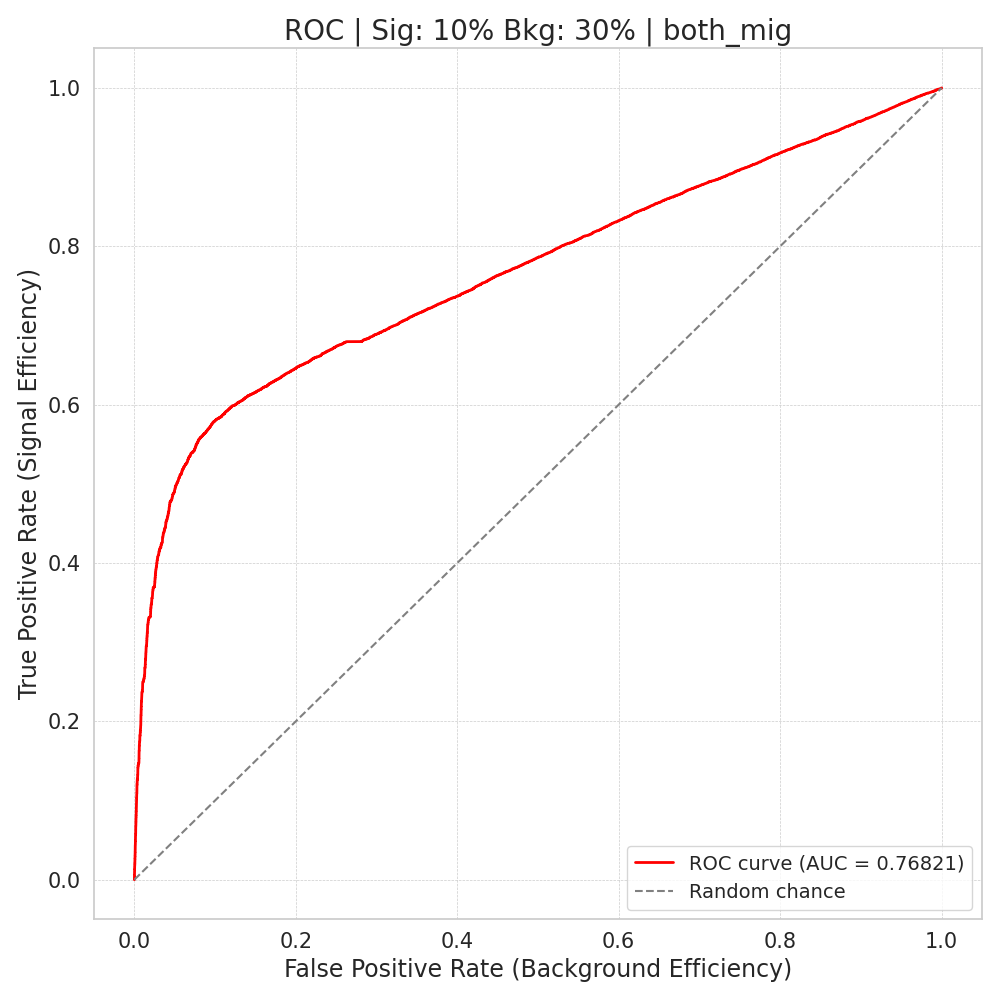 ROC | Sig: 10% Bkg: 30% | both_mig
True Positive Rate (Signal Efficiency)
1.0
0.8
0.6
0.4
0.2
0.0
ROC curve (AUC = 0.76821)
Random chance
0.0 0.2 0.4 0.6 0.8 1.0
False Positive Rate (Background Efficiency)